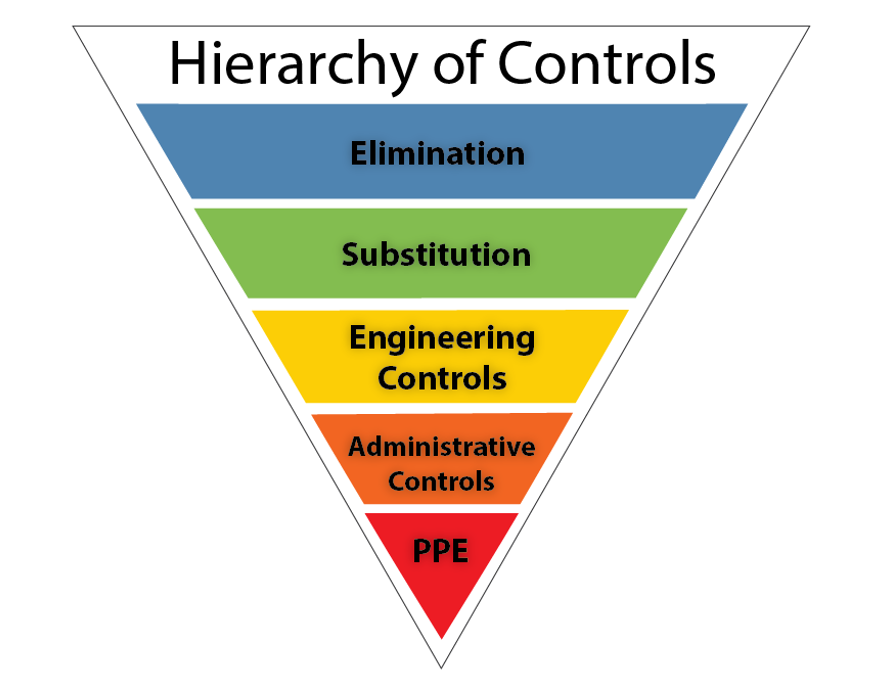 Hierarchy of Controls
Elimination
Substitution
Engineering
Controls
Administrative
Controls
PPE